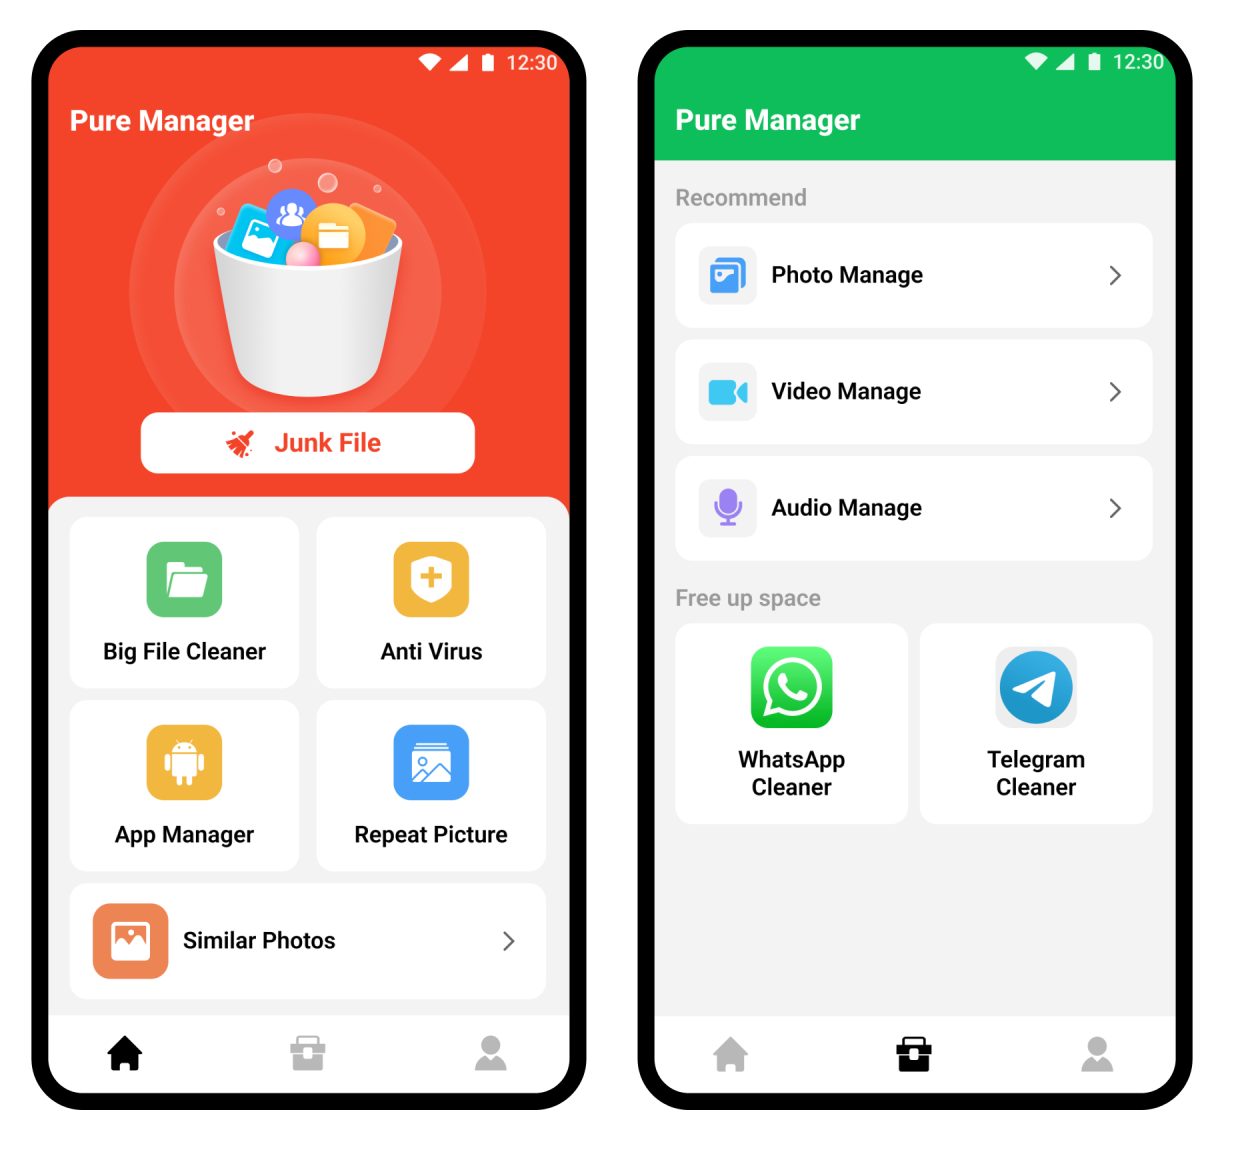 12:30
Pure Manager
Junk File
Big File Cleaner
Anti Virus
App Manager
Repeat Picture
Similar Photos
12:30
Pure Manager
Recommend
Photo Manage
Video Manage
Audio Manage
Free up space
WhatsApp
Cleaner
Telegram
Cleaner